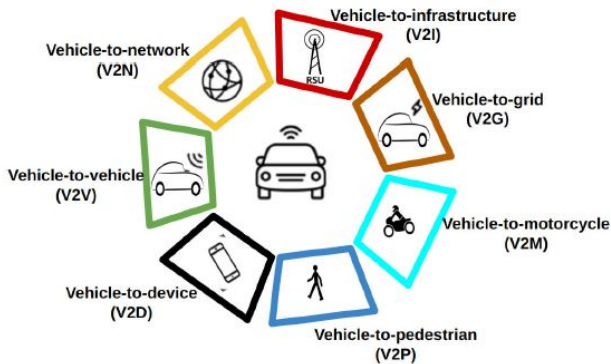 Vehicle-to-infrastructure
(V2I)
RSU
Vehicle-to-network
(V2N)
Vehicle-to-grid
(V2G)
Vehicle-to-vehicle
(V2V)
Vehicle-to-motorcycle
(V2M)
Vehicle-to-device
(V2D)
Vehicle-to-pedestrian
(V2P)